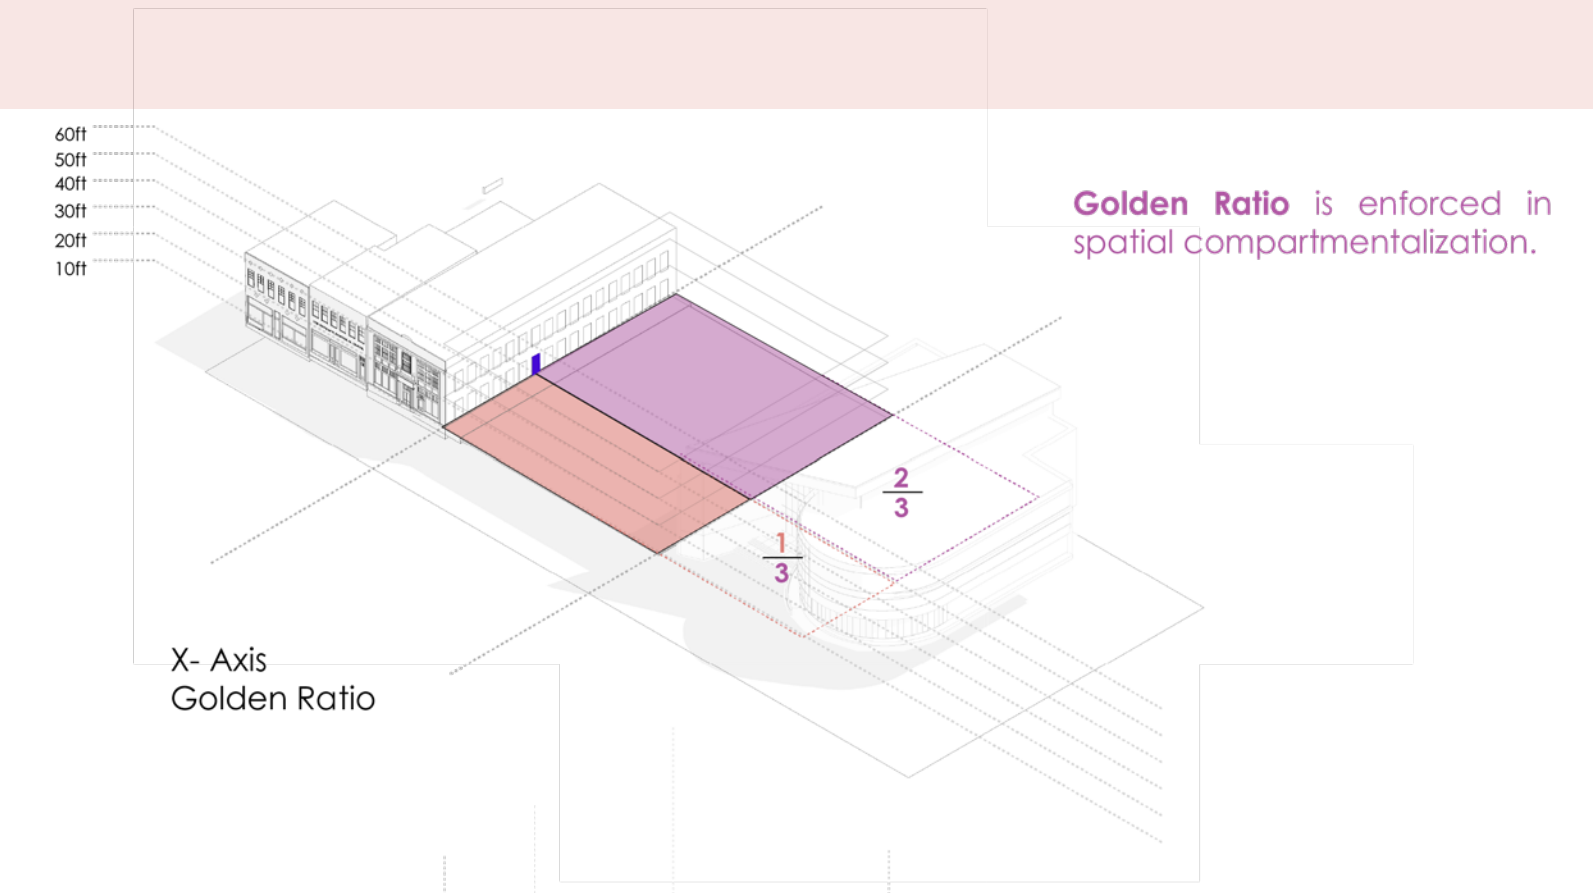 60ft
50ft
40ft
30ft
20ft
10ft
Golden Ratio is enforced in
spatial compartmentalization.
2
3
1
3
X- Axis
Golden Ratio